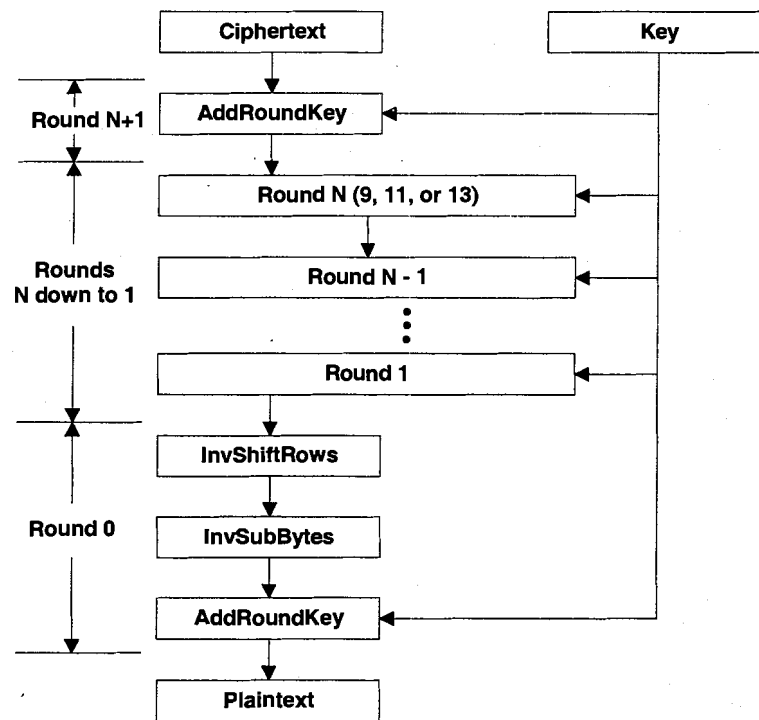 Ciphertext
Key
Round N+1
AddRoundKey
Round N (9, 11, or 13)
Rounds
N down to 1
Round N - 1
Round 1
InvShiftRows
Round 0
InvSubBytes
AddRoundKey
Plaintext